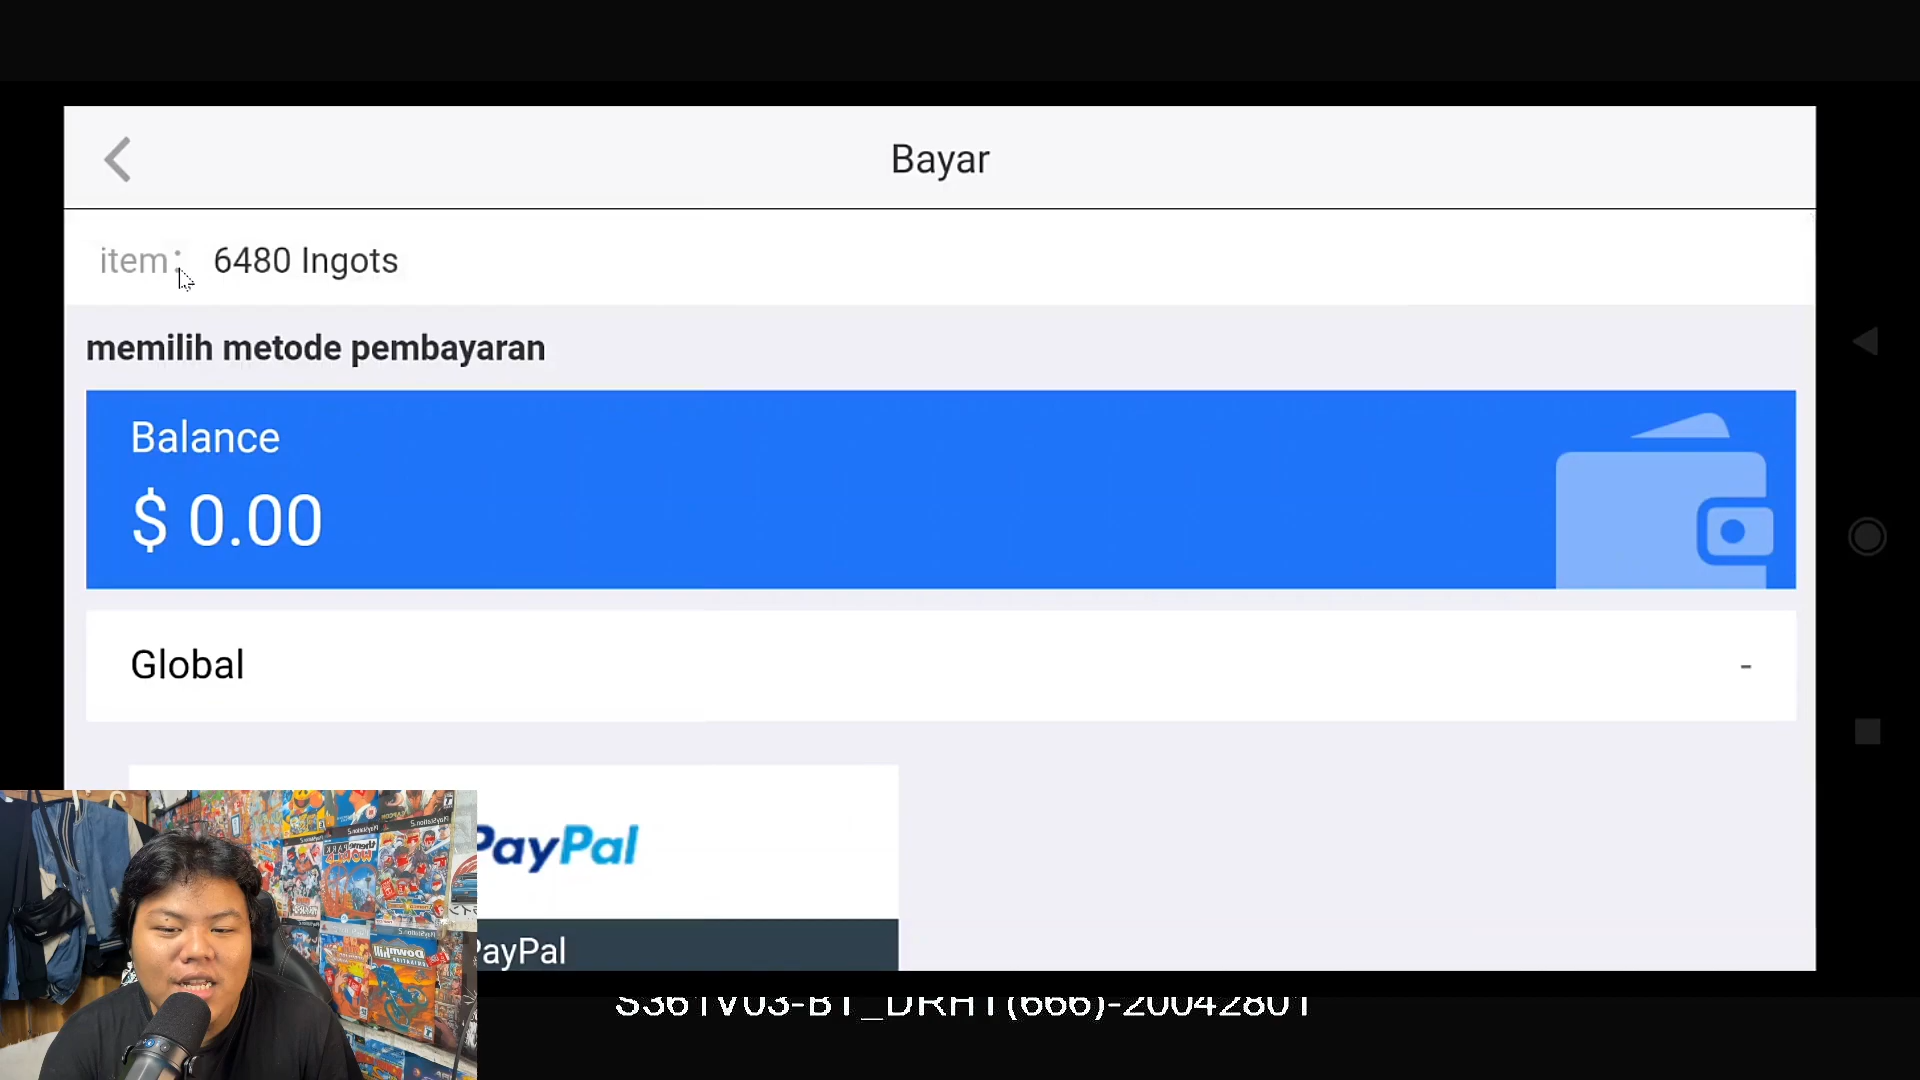 Bayar
item： 6480 Ingots
memilih metode pembayaran
Balance
$ 0.00
Global
-
PayPal
PayPal